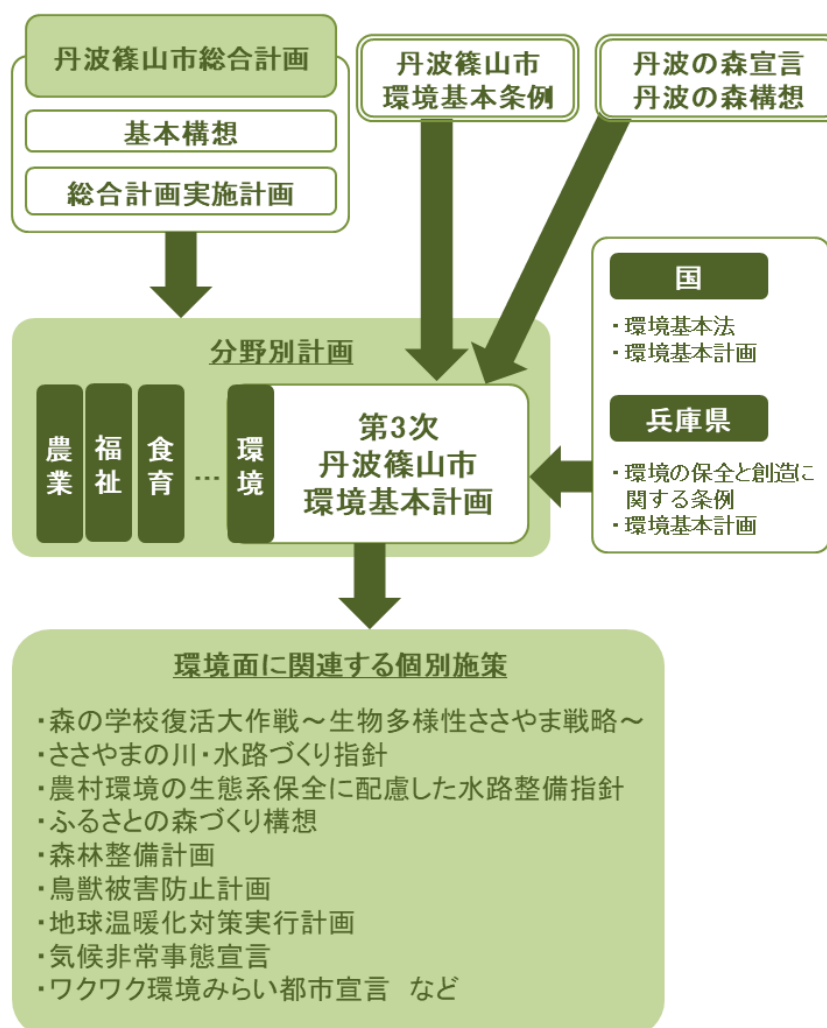 丹波篠山市総合計画
基本構想
総合計画実施計画
丹波篠山市
環境基本条例
丹波の森宣言
丹波の森構想
国
・環境基本法
・環境基本計画
兵庫県
・環境の保全と創造に
関する条例
・環境基本計画
分野別計画
農業
福祉
食育
…
環境
第3次
丹波篠山市
環境基本計画
環境面に関連する個別施策
・森の学校復活大作戦～生物多様性ささやま戦略～
・ささやまの川・水路づくり指針
・農村環境の生態系保全に配慮した水路整備指針
・ふるさとの森づくり構想
・森林整備計画
・鳥獣被害防止計画
・地球温暖化対策実行計画
・気候非常事態宣言
・ワクワク環境みらい都市宣言　など